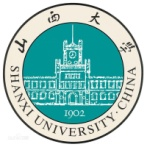 山西大學
1902
SHANXI UNIVERSITY · CHINA